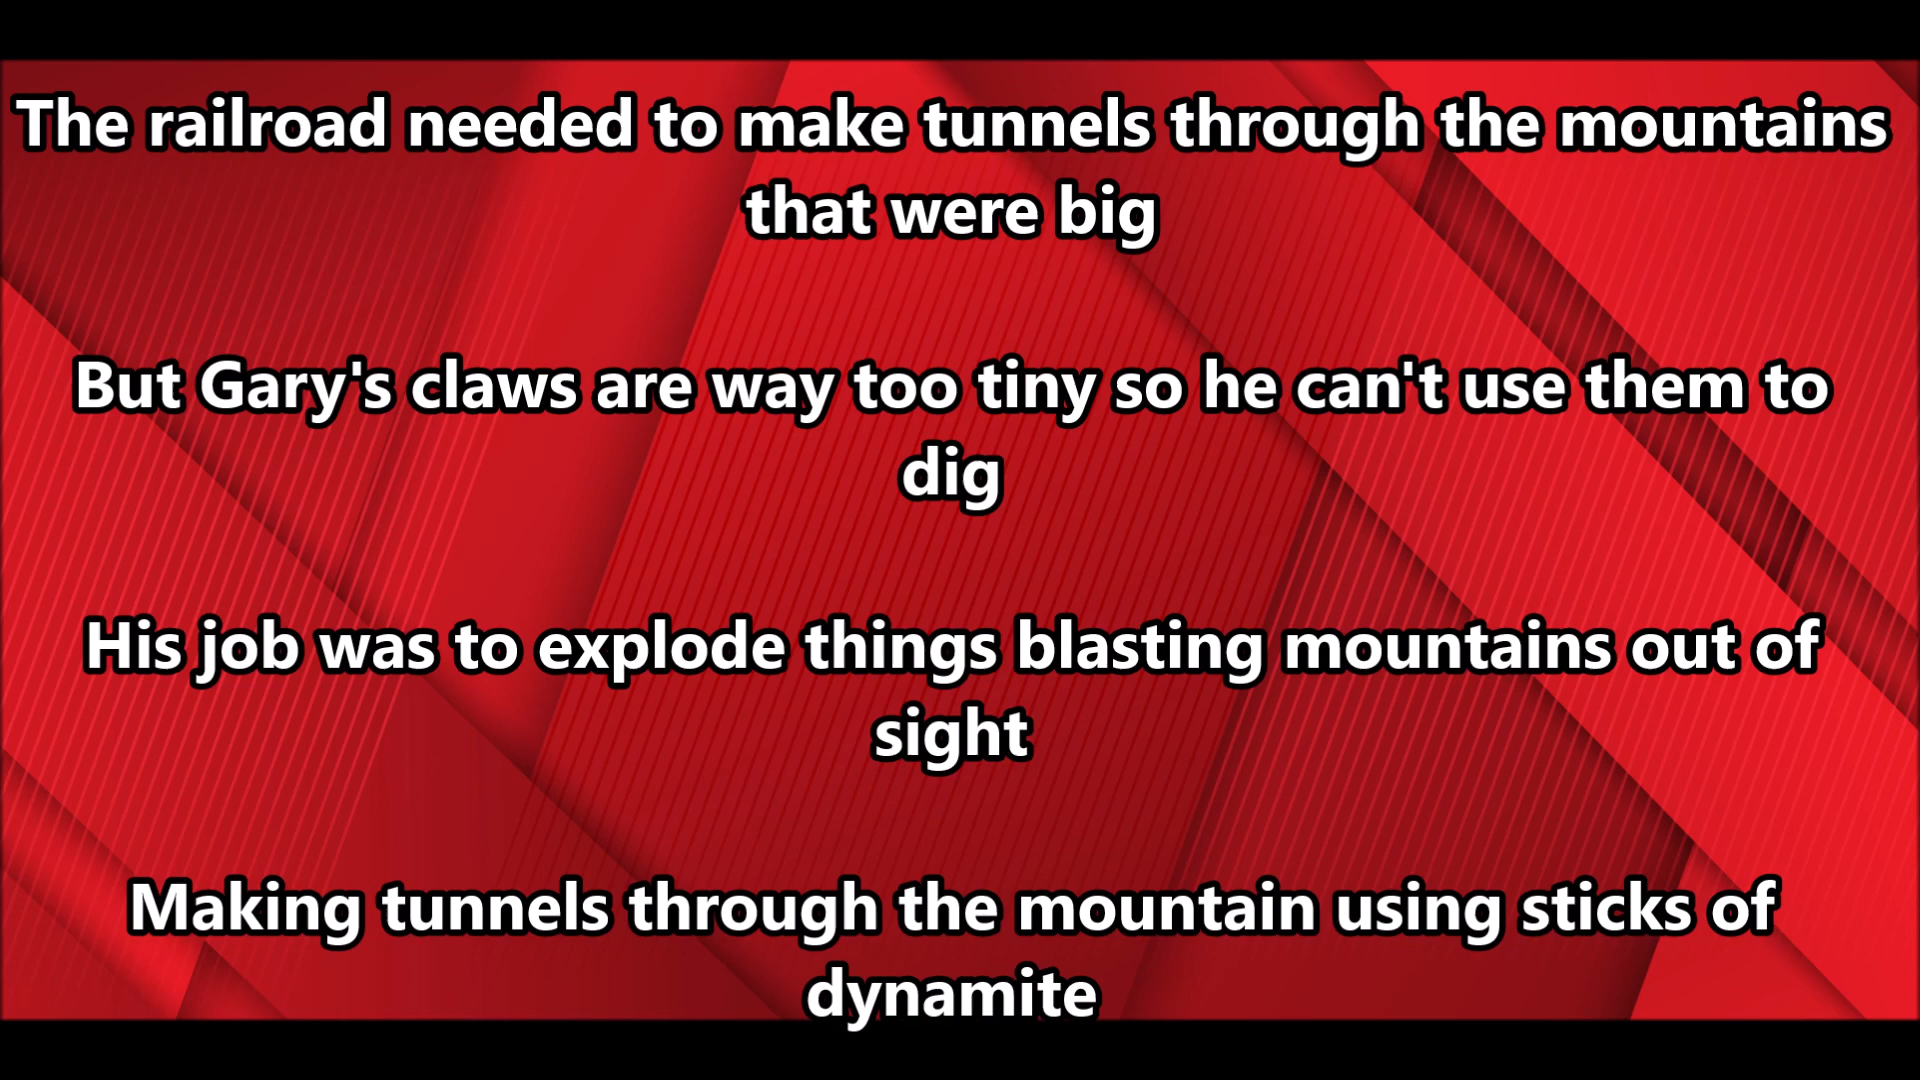 The railroad needed to make tunnels through the mountains
that were big
But Gary's claws are way too tiny so he can't use them to
dig
His job was to explode things blasting mountains out of
sight
Making tunnels through the mountain using sticks of
dynamite